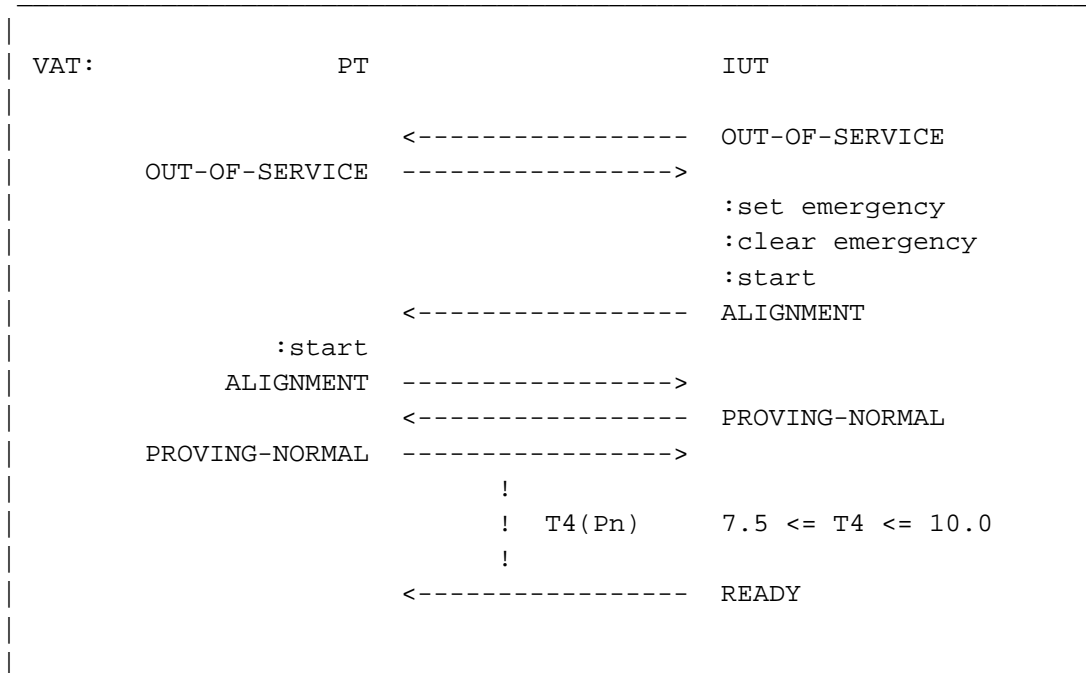 VAT: PT IUT
<----------------- OUT-OF-SERVICE
OUT-OF-SERVICE ----------------->
:set emergency
:clear emergency
:start
<----------------- ALIGNMENT
:start
ALIGNMENT ----------------->
<----------------- PROVING-NORMAL
PROVING-NORMAL ----------------->
!
! T4(Pn) 7.5 <= T4 <= 10.0
!
<----------------- READY